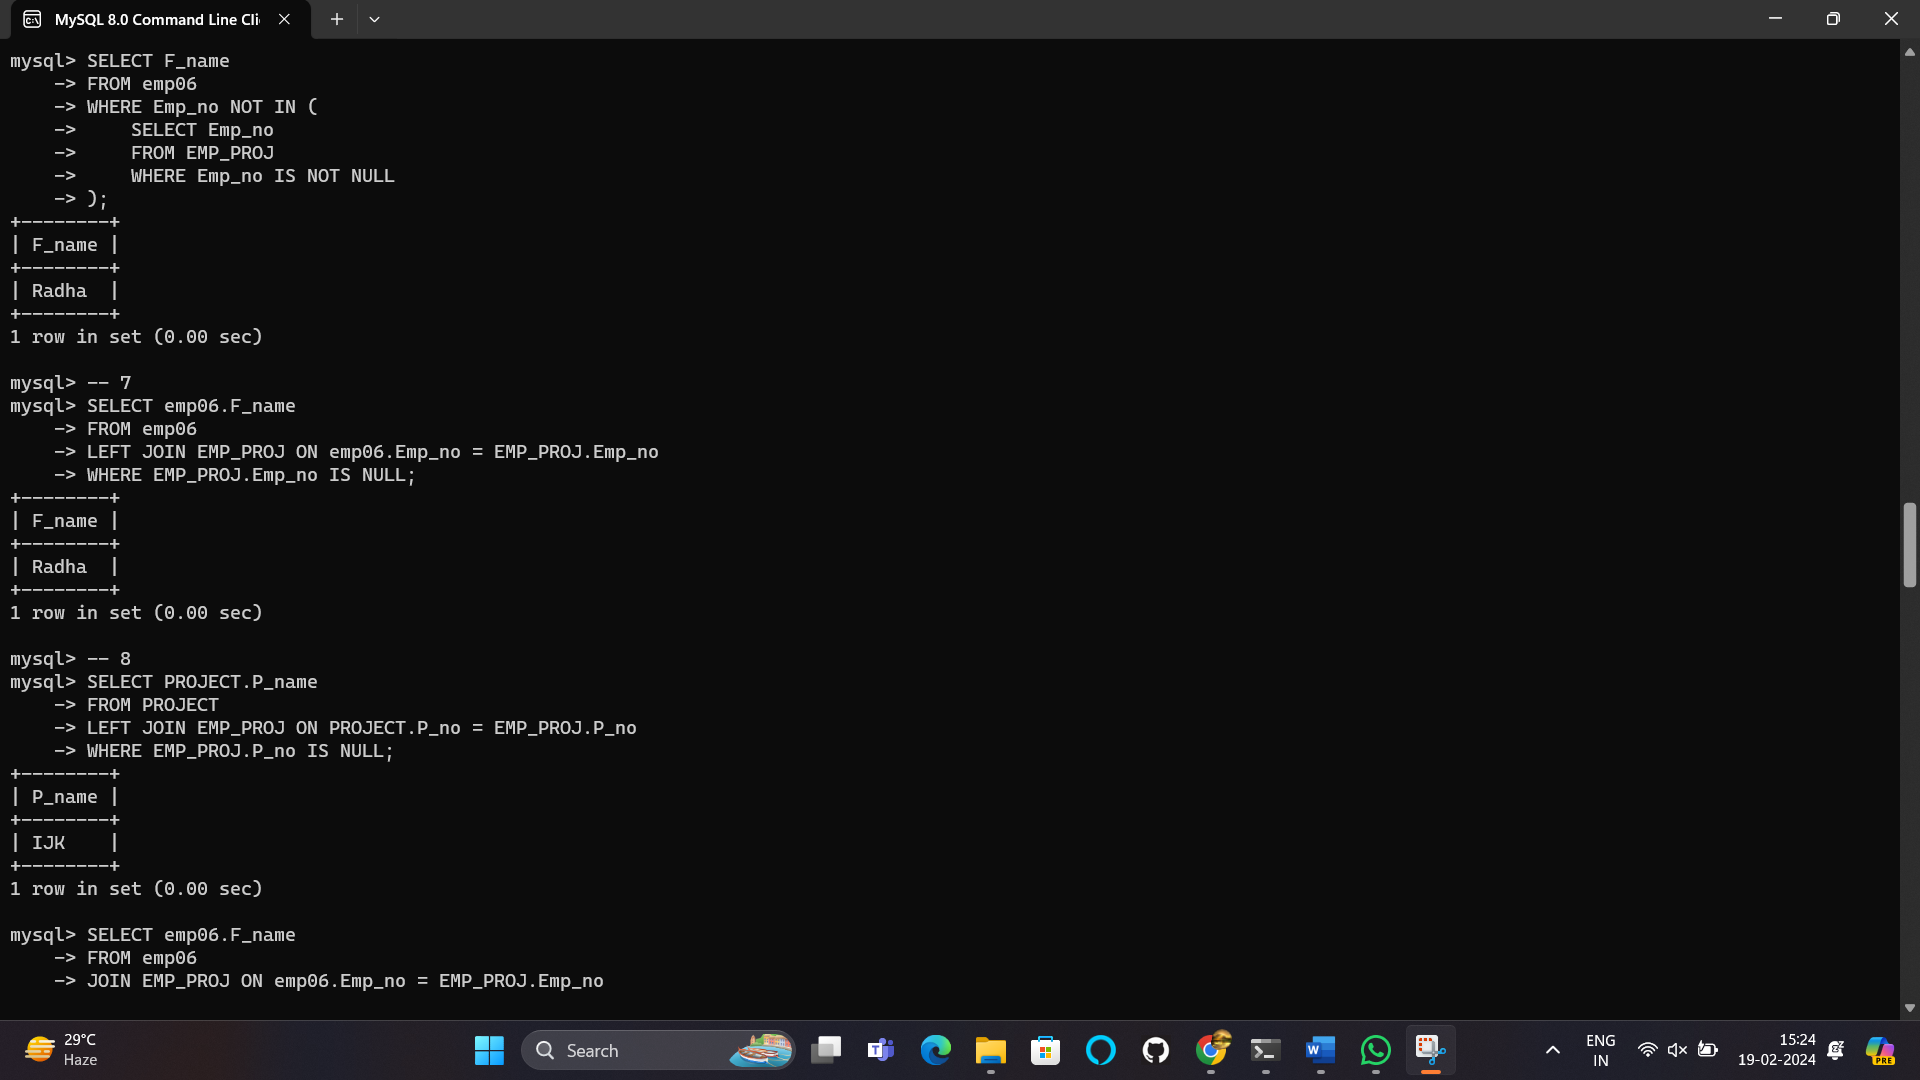 MySQL 8.0 Command Line Cli
mysql> SELECT F_name
    -> FROM emp06
    -> WHERE Emp_no NOT IN (
    ->     SELECT Emp_no
    ->     FROM EMP_PROJ
    ->     WHERE Emp_no IS NOT NULL
    -> );
+--------+
| F_name |
+--------+
| Radha  |
+--------+
1 row in set (0.00 sec)
mysql> -- 7
mysql> SELECT emp06.F_name
    -> FROM emp06
    -> LEFT JOIN EMP_PROJ ON emp06.Emp_no = EMP_PROJ.Emp_no
    -> WHERE EMP_PROJ.Emp_no IS NULL;
+--------+
| F_name |
+--------+
| Radha  |
+--------+
1 row in set (0.00 sec)
mysql> -- 8
mysql> SELECT PROJECT.P_name
    -> FROM PROJECT
    -> LEFT JOIN EMP_PROJ ON PROJECT.P_no = EMP_PROJ.P_no
    -> WHERE EMP_PROJ.P_no IS NULL;
+--------+
| P_name |
+--------+
| IJK    |
+--------+
1 row in set (0.00 sec)
mysql> SELECT emp06.F_name
    -> FROM emp06
    -> JOIN EMP_PROJ ON emp06.Emp_no = EMP_PROJ.Emp_no
29°C
Haze
Search
ENG
IN
15:24
19-02-2024
PRE